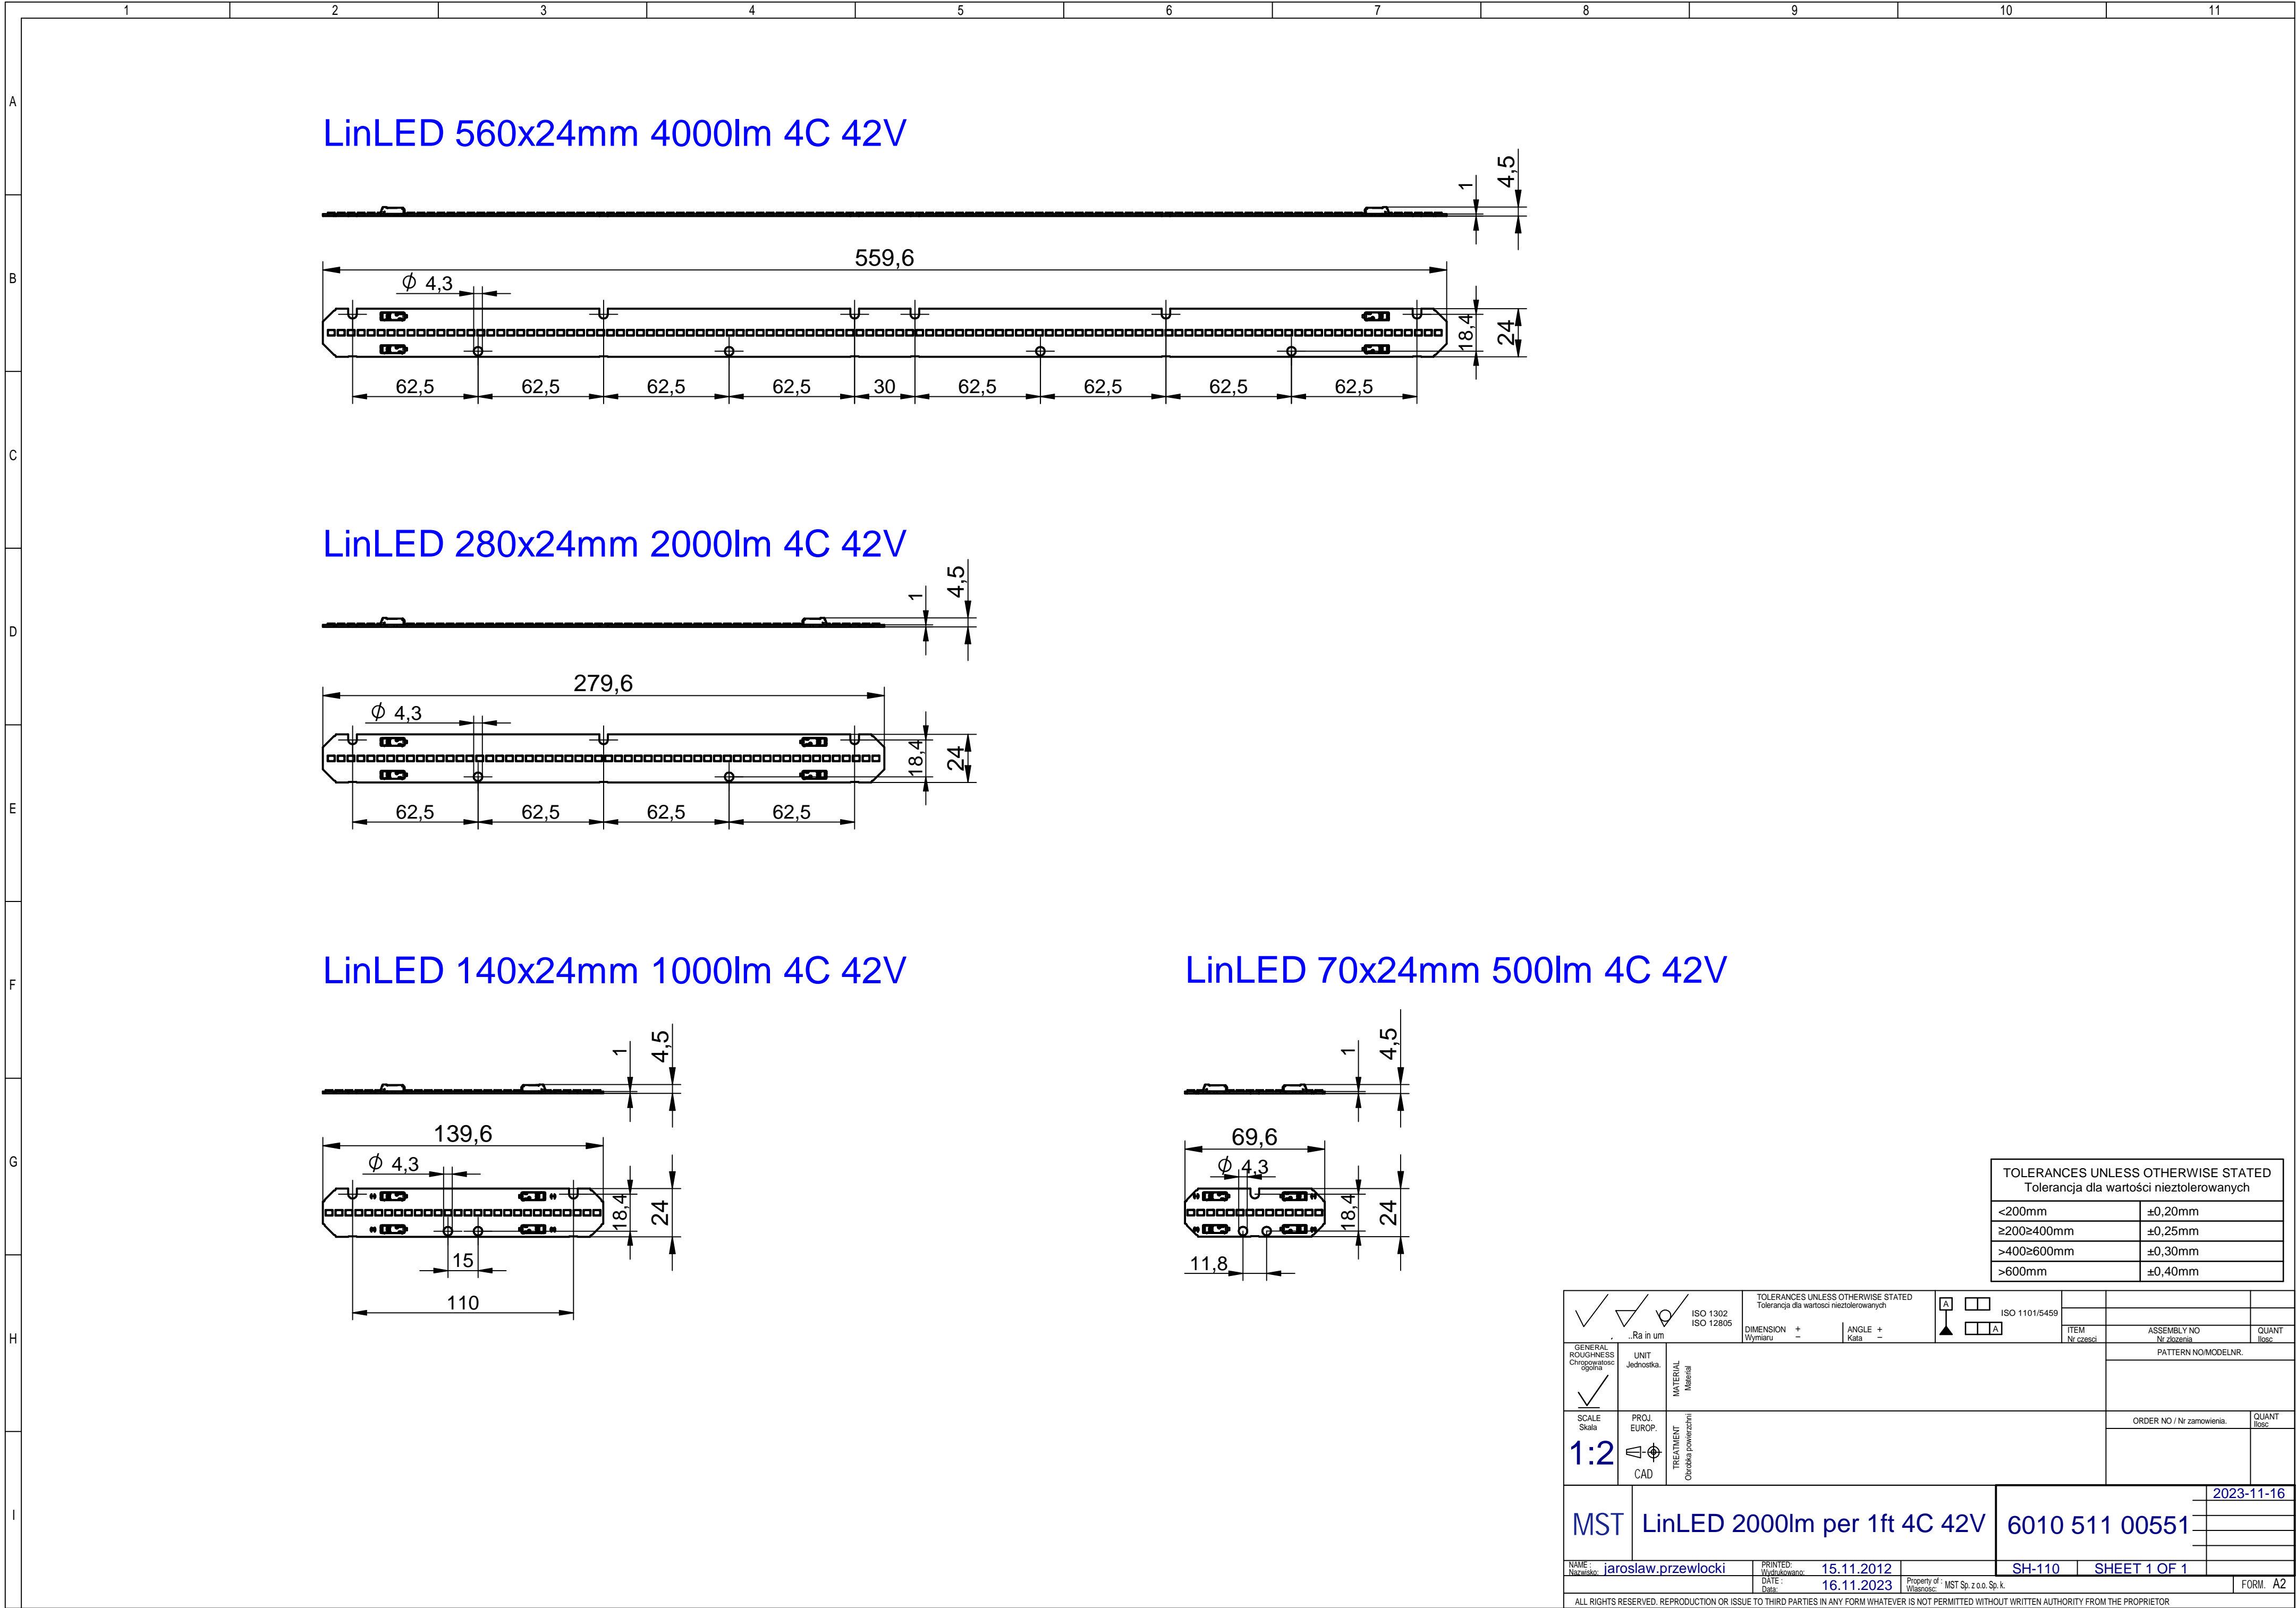 1 2 3 4 5 6 7 8 9 10 11
A
B
C
D
E
F
G
H
I
LinLED 560x24mm 4000lm 4C 42V
1
4,5
559,6
Φ 4,3
18,4
24
62,5 62,5 62,5 62,5 30 62,5 62,5 62,5 62,5
LinLED 280x24mm 2000lm 4C 42V
1
4,5
279,6
Φ 4,3
18,4
24
62,5 62,5 62,5 62,5
LinLED 140x24mm 1000lm 4C 42V
1
4,5
139,6
Φ 4,3
18,4
24
15
110
LinLED 70x24mm 500lm 4C 42V
1
4,5
69,6
Φ 4,3
18,4
24
11,8
TOLERANCES UNLESS OTHERWISE STATED
Tolerancja dla wartości nieztolerowanych
<200mm ±0,20mm
≥200≥400mm ±0,25mm
>400≥600mm ±0,30mm
>600mm ±0,40mm
ISO 1302
ISO 12805
..Ra in um
TOLERANCES UNLESS OTHERWISE STATED
Tolerancja dla wartosci nieztolerowanych
DIMENSION + −
Wymiaru
ANGLE + −
Kata
A
A
ISO 1101/5459
ITEM
Nr czesci
ASSEMBLY NO
Nr zlozenia
QUANT
Ilosc
GENERAL
ROUGHNESS
Chropowatosc
ogolna
UNIT
Jednostka.
MATERIAL
Material
PATTERN NO/MODELNR.
SCALE
Skala
1:2
PROJ.
EUROP.
CAD
TREATMENT
Obrobka powierzchni
ORDER NO / Nr zamowienia.
QUANT
Ilosc
MST
LinLED 2000lm per 1ft 4C 42V
6010 511 00551
2023-11-16
NAME :
Nazwisko:
jaroslaw.przewlocki
PRINTED:
Wydrukowano:
15.11.2012
SH-110
SHEET 1 OF 1
DATE :
Data:
16.11.2023
Property of :
Wlasnosc:
MST Sp. z o.o. Sp. k.
FORM. A2
ALL RIGHTS RESERVED. REPRODUCTION OR ISSUE TO THIRD PARTIES IN ANY FORM WHATEVER IS NOT PERMITTED WITHOUT WRITTEN AUTHORITY FROM THE PROPRIETOR